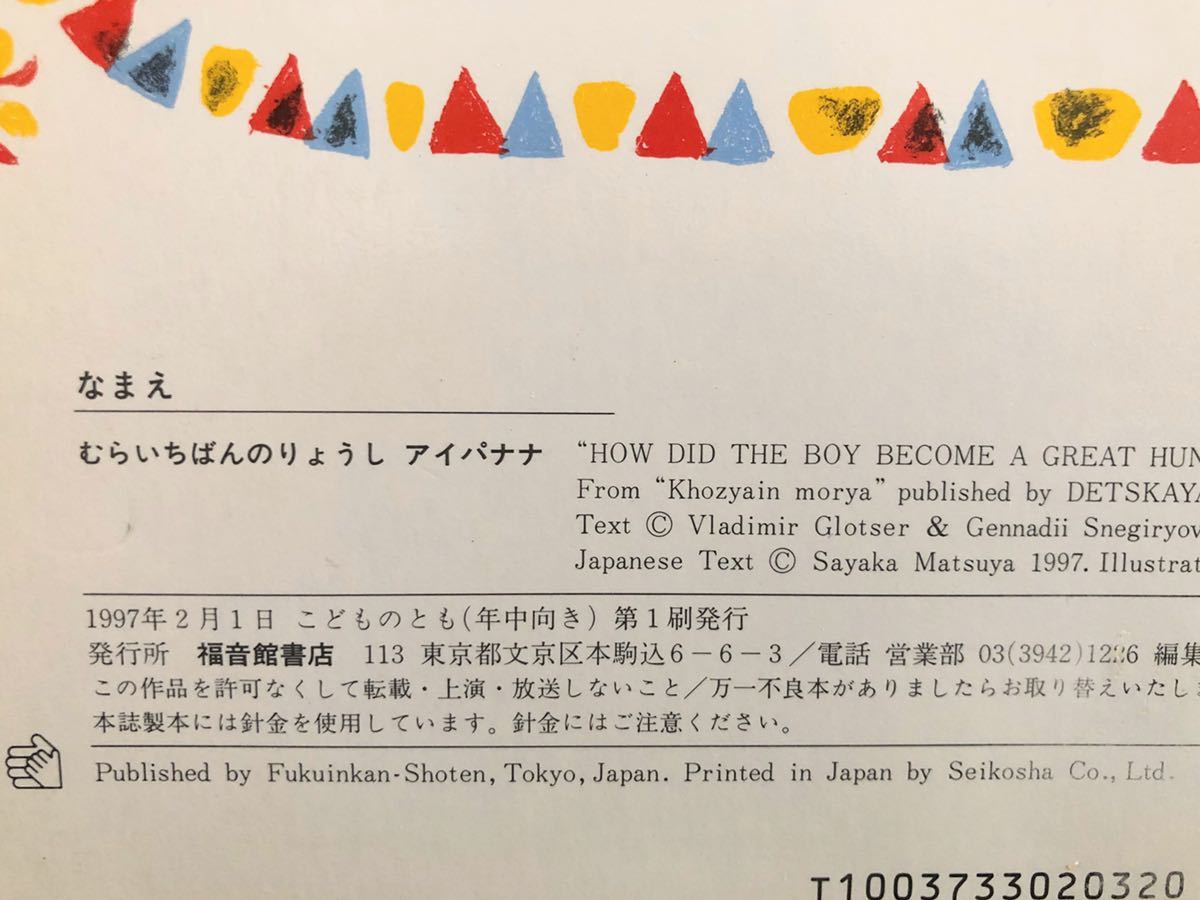 なまえ
むらいちばんのりょうし アイパナナ
“HOW DID THE BOY BECOME A GREAT HUN
From “Khozyain morya” published by DETSKAYA
Text © Vladimir Glotser & Gennadii Snegiryov
Japanese Text © Sayaka Matsuya 1997. Illustrat
1997年2月1日 こどものとも(年中向き) 第1刷発行
発行所 福音館書店 113 東京都文京区本駒込6-6-3/電話 営業部 03(3942)1226 編集
この作品を許可なくして転載・上演・放送しないこと/万一不良本がありましたらお取り替えいたしま
本誌製本には針金を使用しています。針金にはご注意ください。
Published by Fukuinkan-Shoten, Tokyo, Japan. Printed in Japan by Seikosha Co., Ltd.
T1003733020320